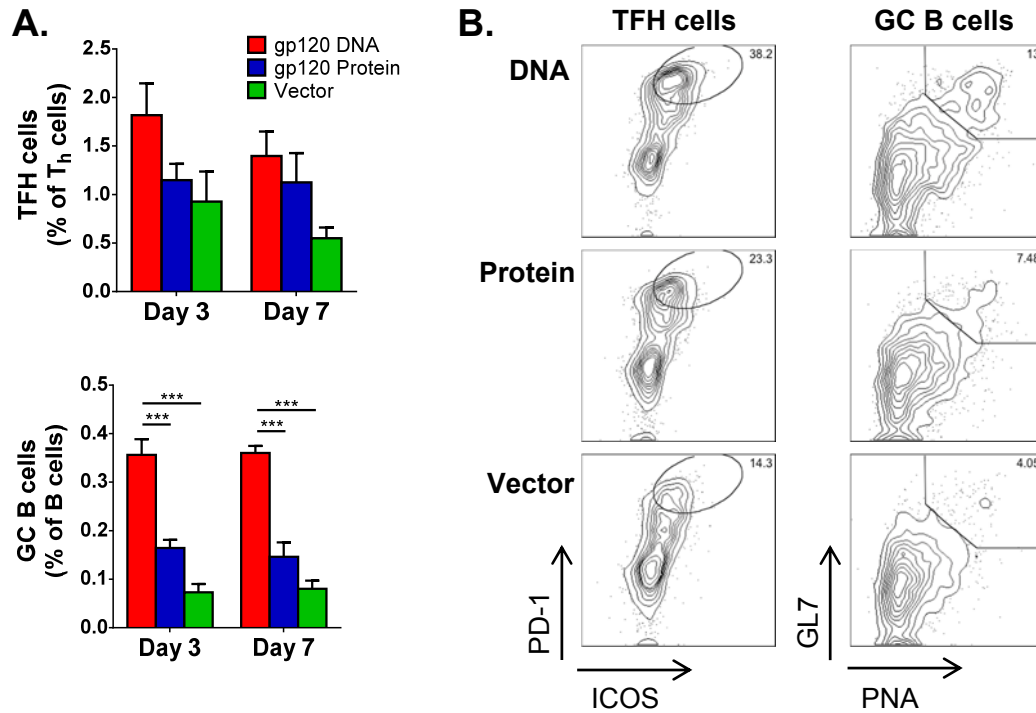 A.
gp120 DNA
gp120 Protein
Vector
TFH cells
(% of Th cells)
2.5
2.0
1.5
1.0
0.5
0.0
Day 3
Day 7
GC B cells
(% of B cells)
0.5
0.4
0.3
0.2
0.1
0.0
***
***
***
***
Day 3
Day 7
B.
TFH cells
GC B cells
DNA
38.2
13
Protein
23.3
7.48
Vector
14.3
4.05
PD-1
ICOS
GL7
PNA